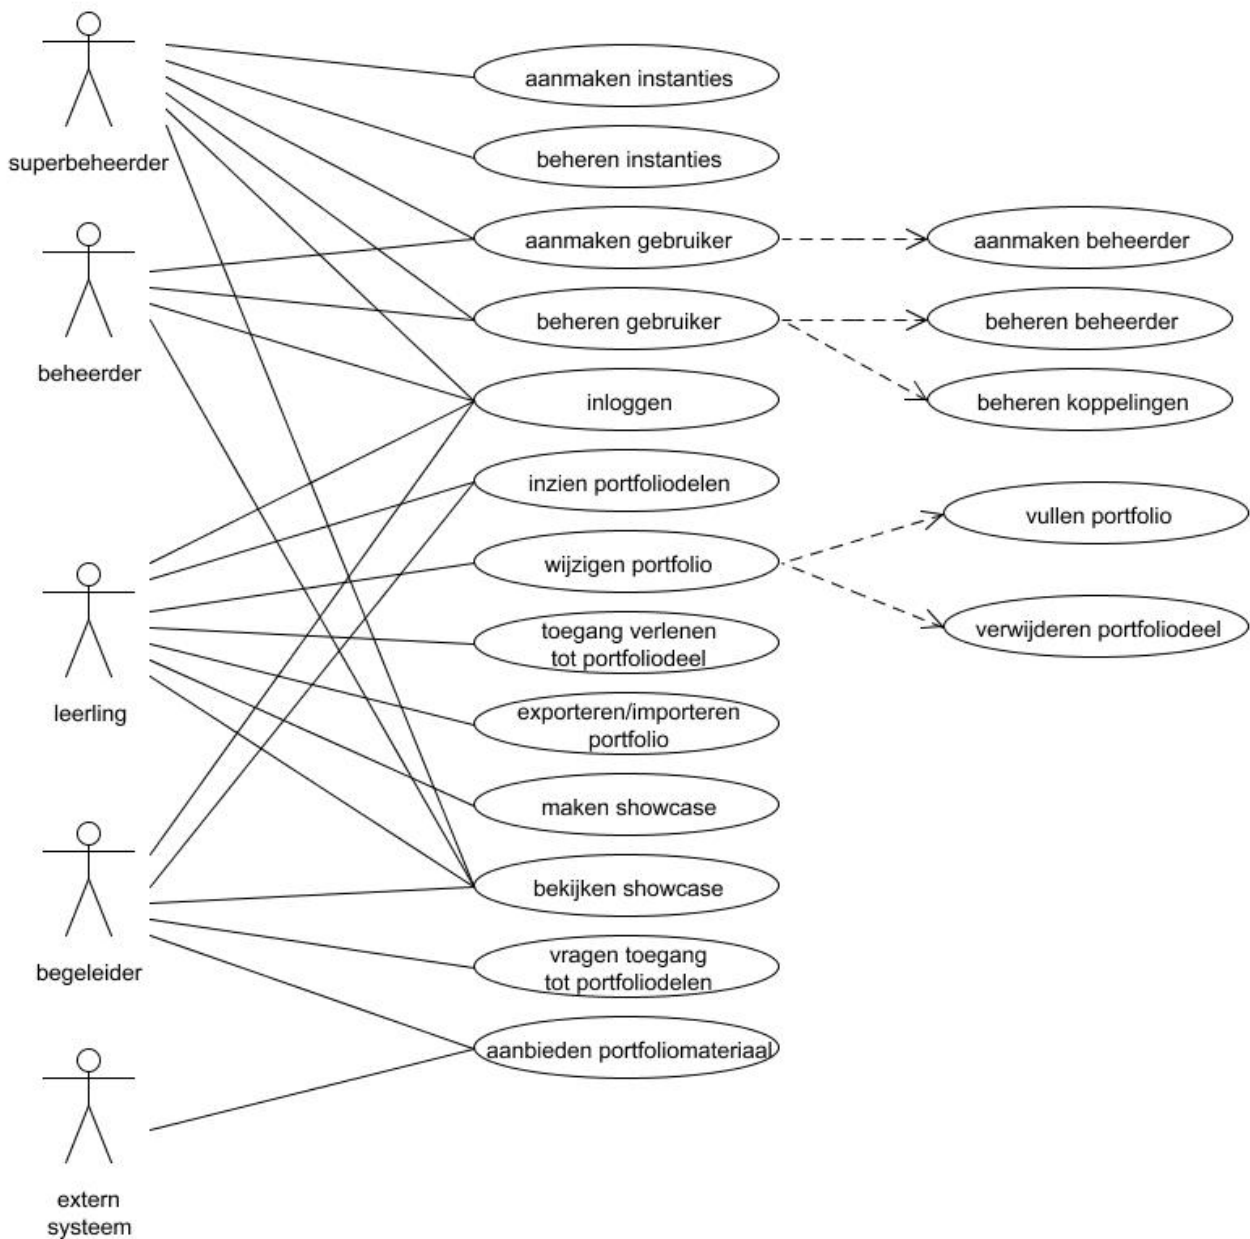 superbeheerder
beheerder
leerling
begeleider
extern
systeem
aanmaken instanties
beheren instanties
aanmaken gebruiker
beheren gebruiker
inloggen
inzien portfoliodelen
wijzigen portfolio
toegang verlenen
tot portfoliodeel
exporteren/importeren
portfolio
maken showcase
bekijken showcase
vragen toegang
tot portfoliodelen
aanbieden portfoliomateriaal
aanmaken beheerder
beheren beheerder
beheren koppelingen
vullen portfolio
verwijderen portfoliodeel